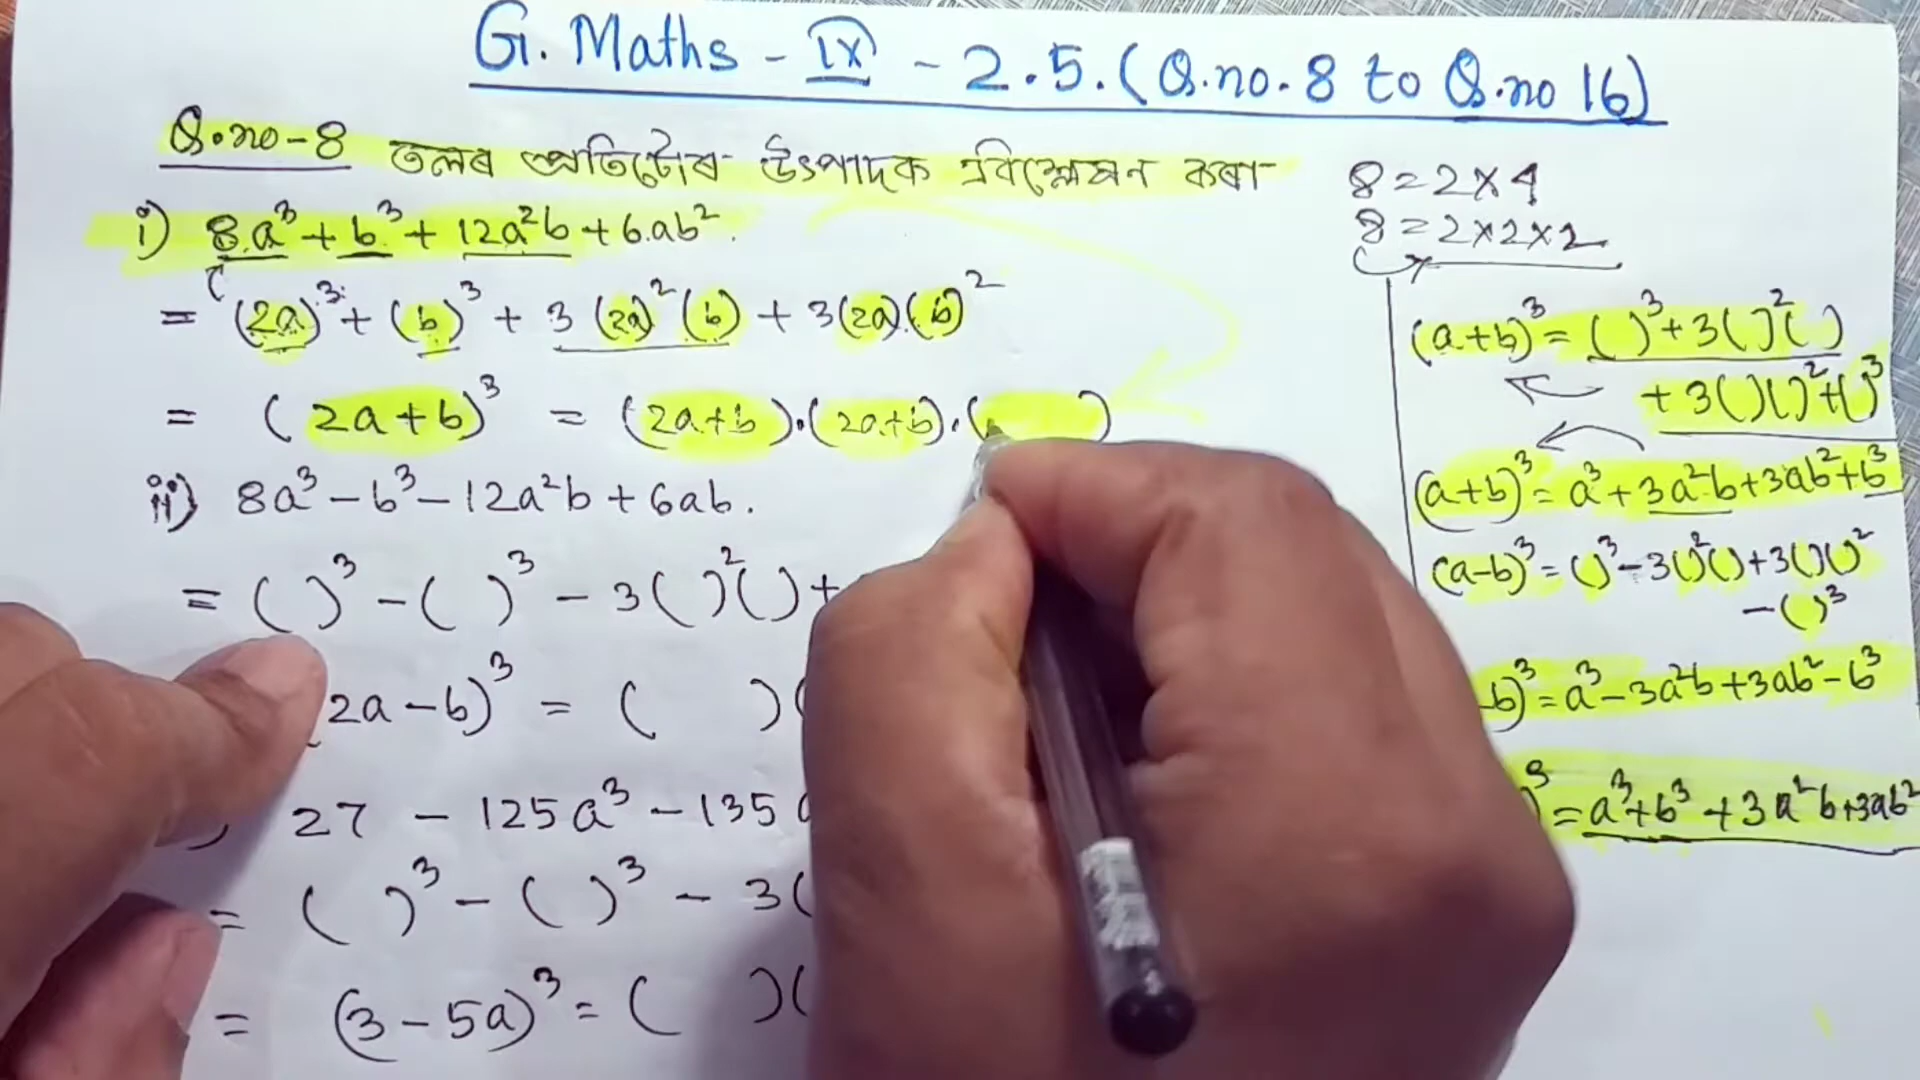 G. Maths - IX - 2.5. (Q.no. 8 to Q.no 16)
Q.no-8 তলৰ প্ৰতিটোৰ উৎপাদক বিশ্লেষন কৰা
i) 8a³ + b³ + 12a²b + 6ab².
= (2a)³ + (b)³ + 3 (2a)² (b) + 3(2a)(b)²
= (2a+b)³ = (2a+b).(2a+b).( )
ii) 8a³ - b³ - 12a²b + 6ab.
= ( )³ - ( )³ - 3( )²( ) +
2a-b)³ = ( )(
27 - 125a³ - 135
= ( )³ - ( )³ - 3(
= (3-5a)³ = ( )(
8=2×4
8=2×2×2
(a+b)³ = ( )³+3( )²( )
+3( )( )²+( )³
(a+b)³ = a³+3a²b+3ab²+b³
(a-b)³ = ( )³-3( )²( )+3( )( )²
-( )³
b)³ = a³-3a²b+3ab²-b³
)³ = a³+b³+3a²b+3ab²